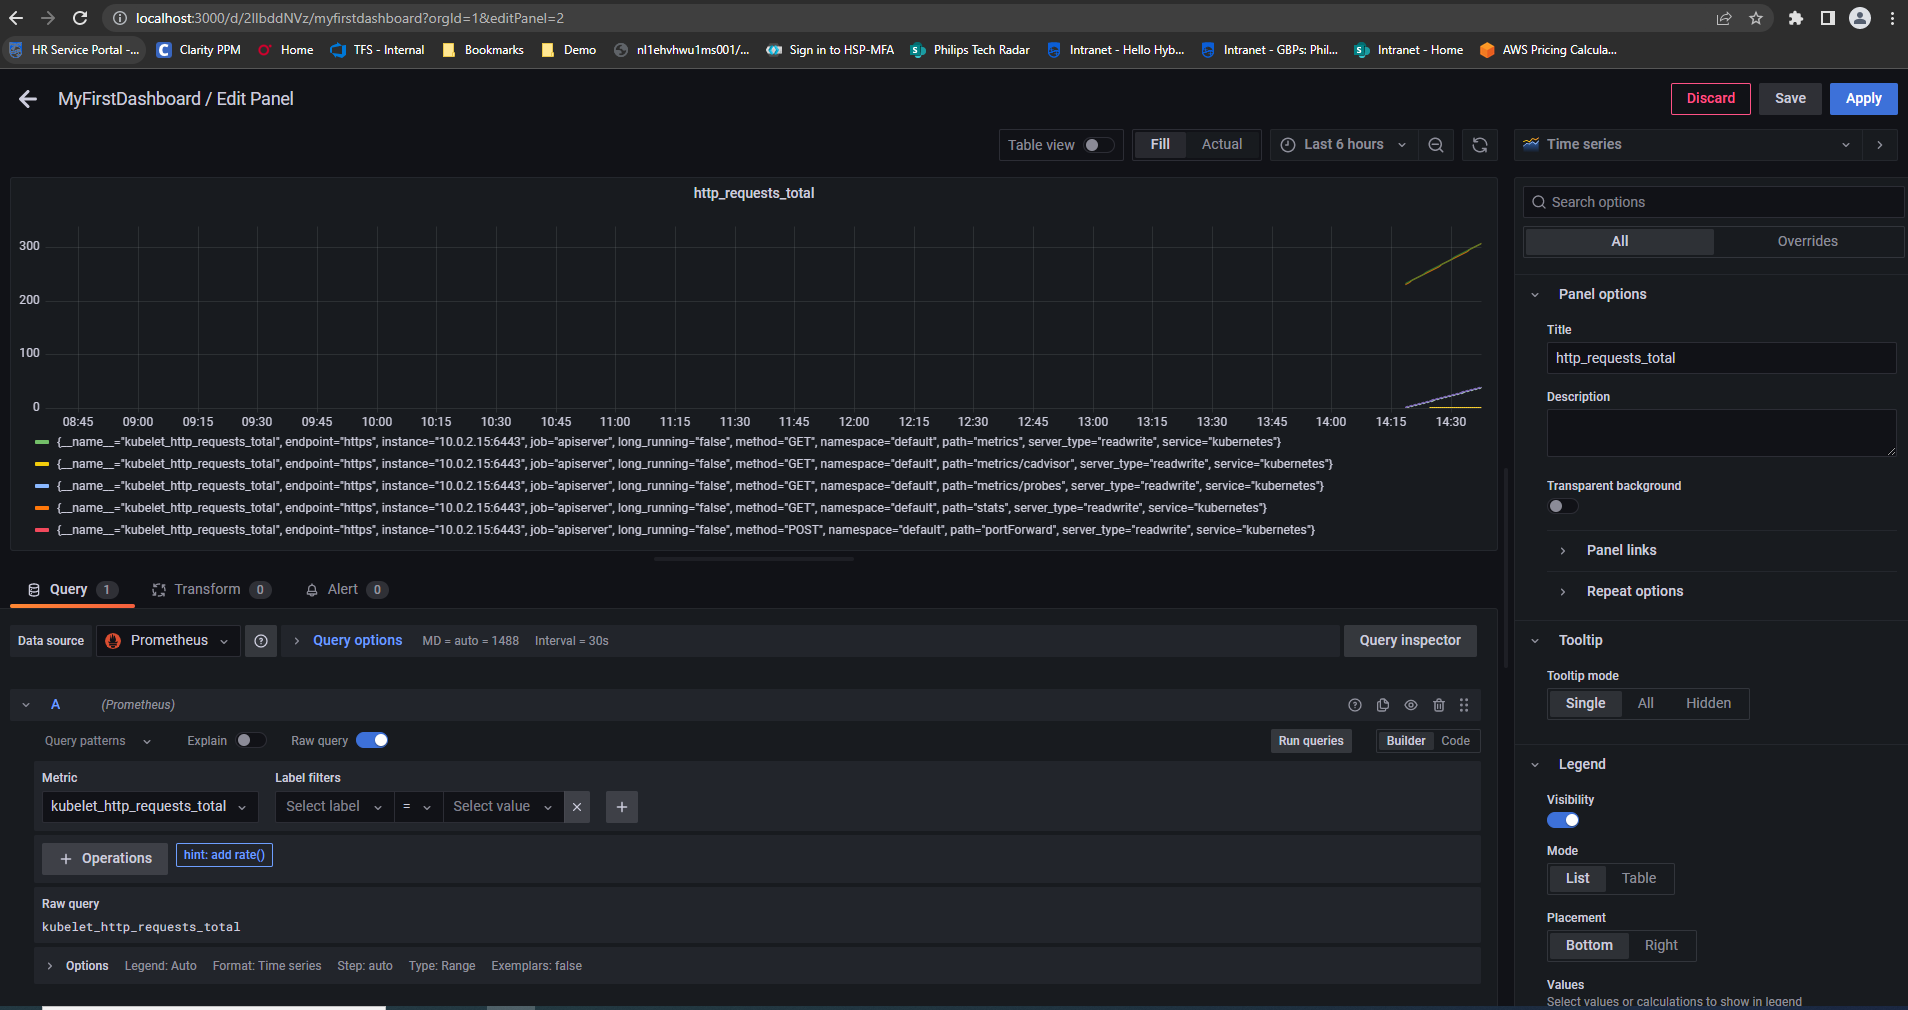 localhost:3000/d/2IlbddNVz/myfirstdashboard?orgId=1&editPanel=2
HR Service Portal -... Clarity PPM Home TFS - Internal Bookmarks Demo nl1ehvhwu1ms001/... Sign in to HSP-MFA Philips Tech Radar Intranet - Hello Hyb... Intranet - GBPs: Phil... Intranet - Home AWS Pricing Calcula...
MyFirstDashboard / Edit Panel Discard Save Apply
Table view Fill Actual Last 6 hours Time series
http_requests_total
300
200
100
0
08:45 09:00 09:15 09:30 09:45 10:00 10:15 10:30 10:45 11:00 11:15 11:30 11:45 12:00 12:15 12:30 12:45 13:00 13:15 13:30 13:45 14:00 14:15 14:30
{__name__="kubelet_http_requests_total", endpoint="https", instance="10.0.2.15:6443", job="apiserver", long_running="false", method="GET", namespace="default", path="metrics", server_type="readwrite", service="kubernetes"}
{__name__="kubelet_http_requests_total", endpoint="https", instance="10.0.2.15:6443", job="apiserver", long_running="false", method="GET", namespace="default", path="metrics/cadvisor", server_type="readwrite", service="kubernetes"}
{__name__="kubelet_http_requests_total", endpoint="https", instance="10.0.2.15:6443", job="apiserver", long_running="false", method="GET", namespace="default", path="metrics/probes", server_type="readwrite", service="kubernetes"}
{__name__="kubelet_http_requests_total", endpoint="https", instance="10.0.2.15:6443", job="apiserver", long_running="false", method="GET", namespace="default", path="stats", server_type="readwrite", service="kubernetes"}
{__name__="kubelet_http_requests_total", endpoint="https", instance="10.0.2.15:6443", job="apiserver", long_running="false", method="POST", namespace="default", path="portForward", server_type="readwrite", service="kubernetes"}
Query 1 Transform 0 Alert 0
Data source Prometheus Query options MD = auto = 1488 Interval = 30s Query inspector
A (Prometheus)
Query patterns Explain Raw query Run queries Builder Code
Metric Label filters
kubelet_http_requests_total Select label = Select value
+ Operations hint: add rate()
Raw query
kubelet_http_requests_total
Options Legend: Auto Format: Time series Step: auto Type: Range Exemplars: false
Search options
All Overrides
Panel options
Title
http_requests_total
Description
Transparent background
Panel links
Repeat options
Tooltip
Tooltip mode
Single All Hidden
Legend
Visibility
Mode
List Table
Placement
Bottom Right
Values
Select values or calculations to show in legend